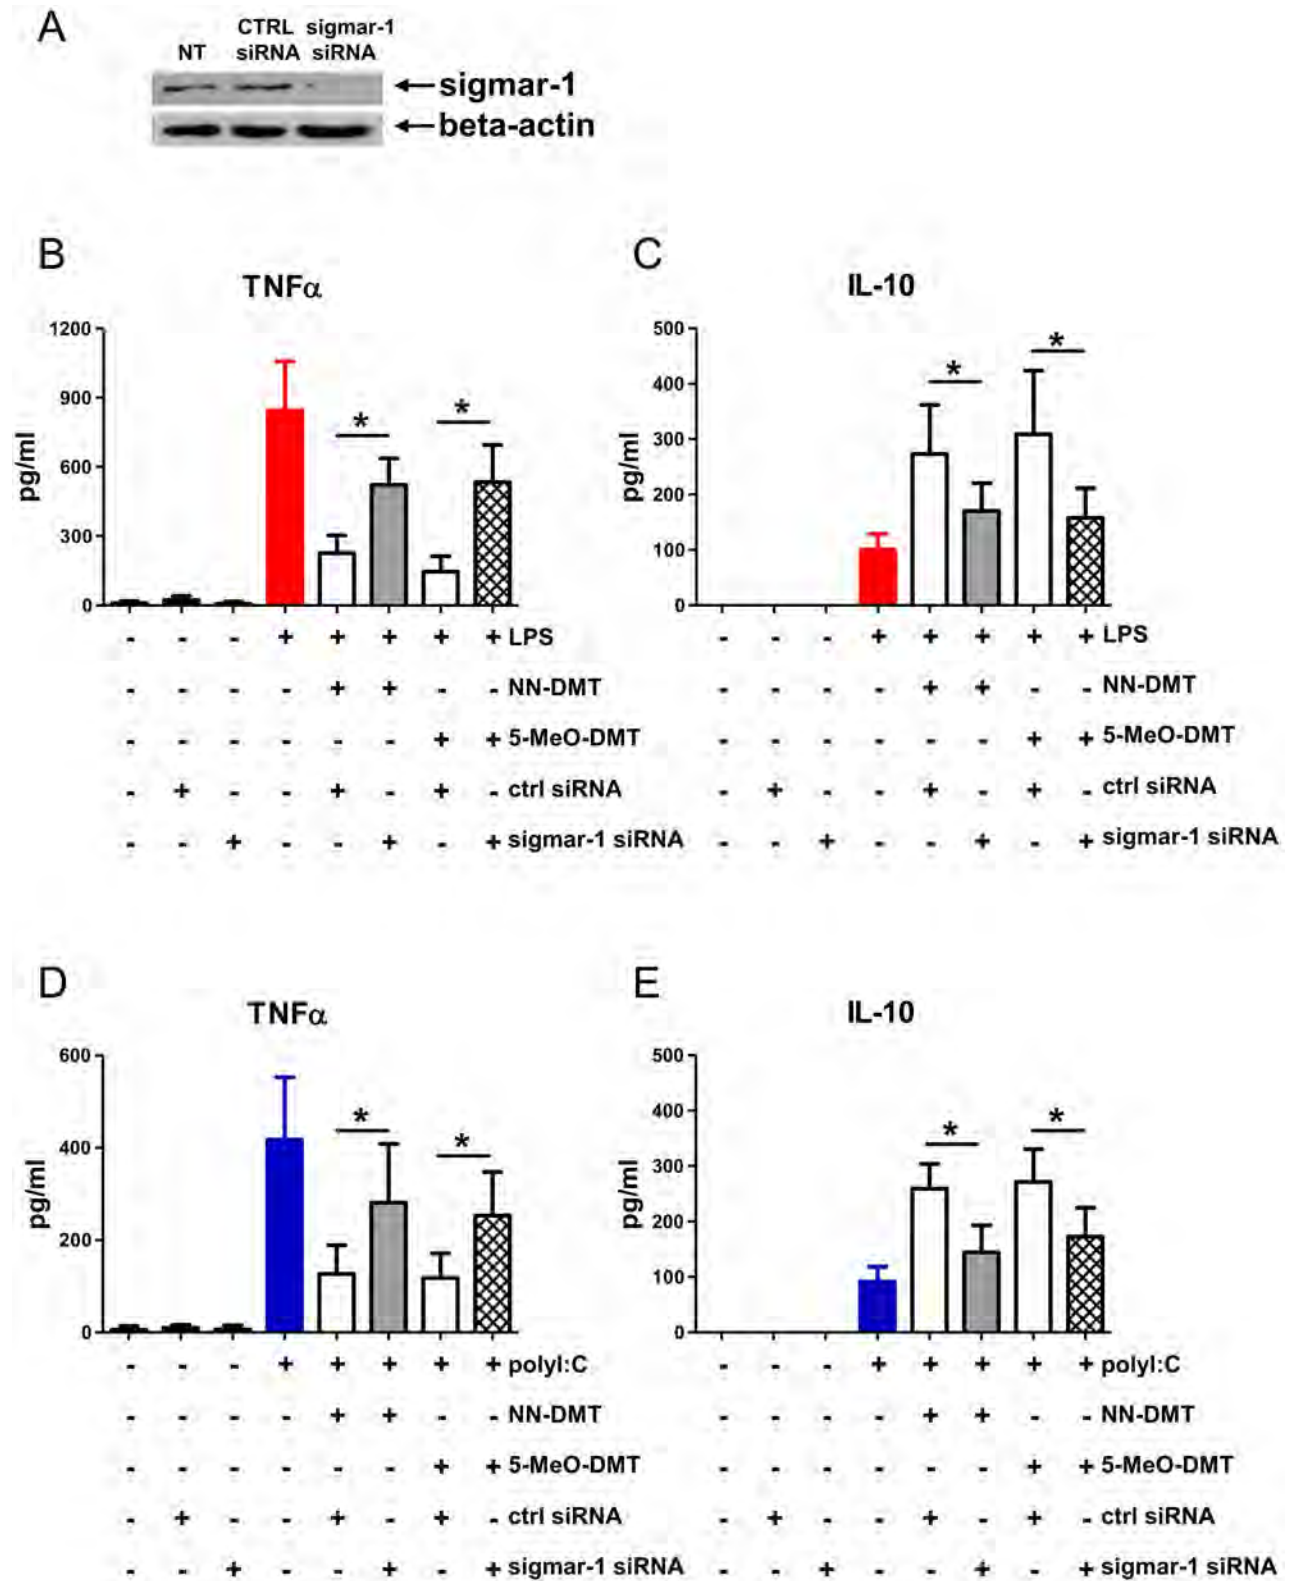 A
CTRL sigmar-1
NT siRNA siRNA
sigmar-1
beta-actin
B
TNFα
1200
900
600
300
0
pg/ml
* *
- - - + + + + + LPS
- - - - + + - - NN-DMT
- - - - - - + + 5-MeO-DMT
- + - - + - + - ctrl siRNA
- - + - - + - + sigmar-1 siRNA
C
IL-10
500
400
300
200
100
0
pg/ml
* *
- - - + + + + + LPS
- - - - + + - - NN-DMT
- - - - - - + + 5-MeO-DMT
- + - - + - + - ctrl siRNA
- - + - - + - + sigmar-1 siRNA
D
TNFα
600
400
200
0
pg/ml
* *
- - - + + + + + polyI:C
- - - - + + - - NN-DMT
- - - - - - + + 5-MeO-DMT
- + - - + - + - ctrl siRNA
- - + - - + - + sigmar-1 siRNA
E
IL-10
500
400
300
200
100
0
pg/ml
* *
- - - + + + + + polyI:C
- - - - + + - - NN-DMT
- - - - - - + + 5-MeO-DMT
- + - - + - + - ctrl siRNA
- - + - - + - + sigmar-1 siRNA